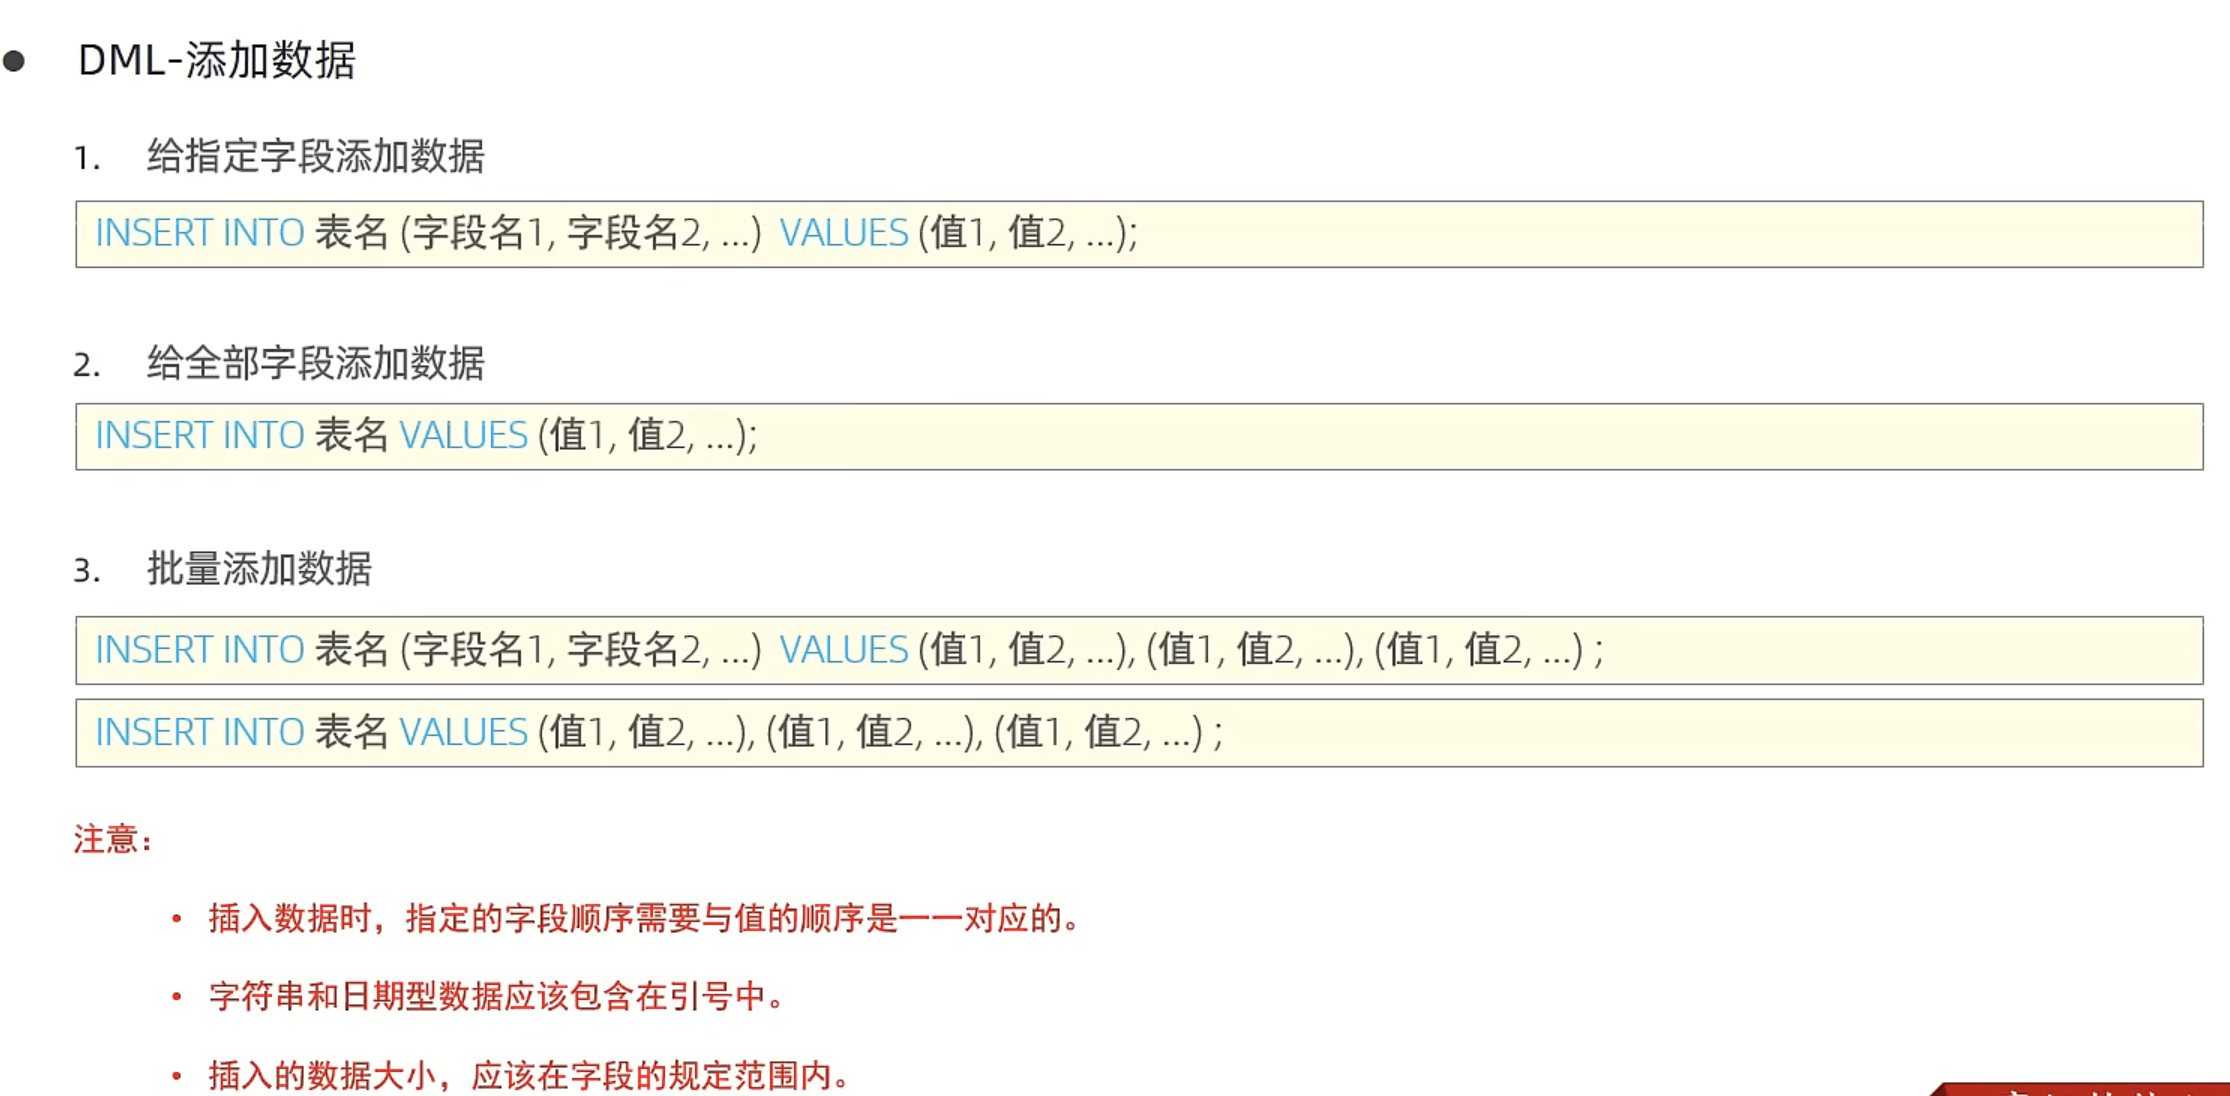 ● DML-添加数据
1. 给指定字段添加数据
INSERT INTO 表名 (字段名1, 字段名2, ...) VALUES (值1, 值2, ...);
2. 给全部字段添加数据
INSERT INTO 表名 VALUES (值1, 值2, ...);
3. 批量添加数据
INSERT INTO 表名 (字段名1, 字段名2, ...) VALUES (值1, 值2, ...), (值1, 值2, ...), (值1, 值2, ...) ;
INSERT INTO 表名 VALUES (值1, 值2, ...), (值1, 值2, ...), (值1, 值2, ...) ;
注意：
• 插入数据时，指定的字段顺序需要与值的顺序是一一对应的。
• 字符串和日期型数据应该包含在引号中。
• 插入的数据大小，应该在字段的规定范围内。